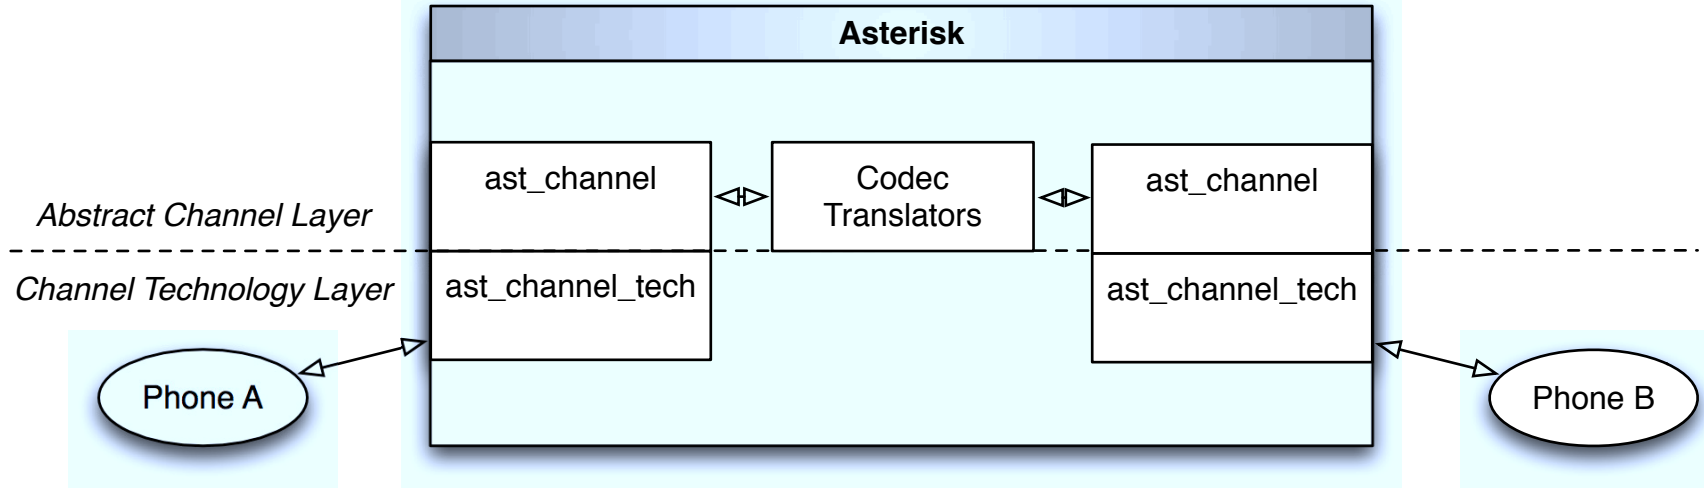 Asterisk
ast_channel
Codec
Translators
ast_channel
Abstract Channel Layer
Channel Technology Layer
ast_channel_tech
ast_channel_tech
Phone A
Phone B